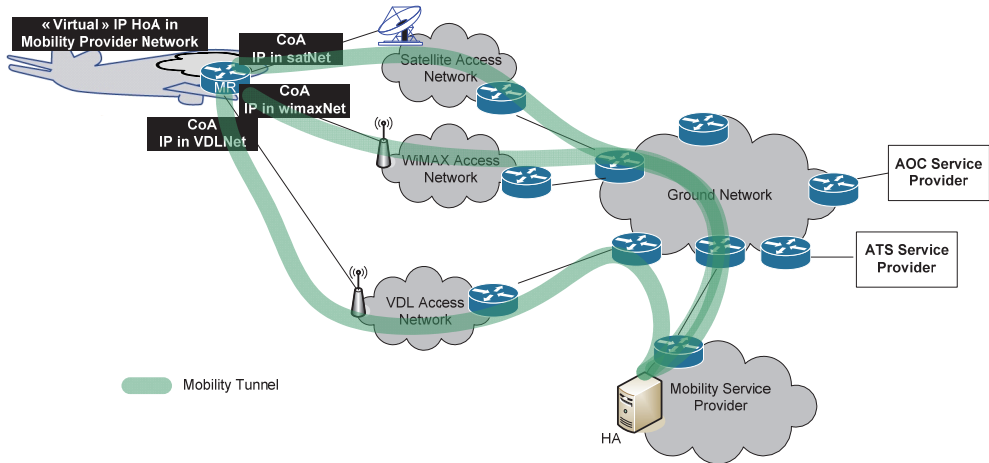 « Virtual » IP HoA in
Mobility Provider Network
CoA
IP in satNet
Satellite Access
Network
MR
CoA
IP in wimaxNet
CoA
IP in VDLNet
WiMAX Access
Network
Ground Network
AOC Service
Provider
ATS Service
Provider
VDL Access
Network
Mobility Tunnel
Mobility Service
Provider
HA